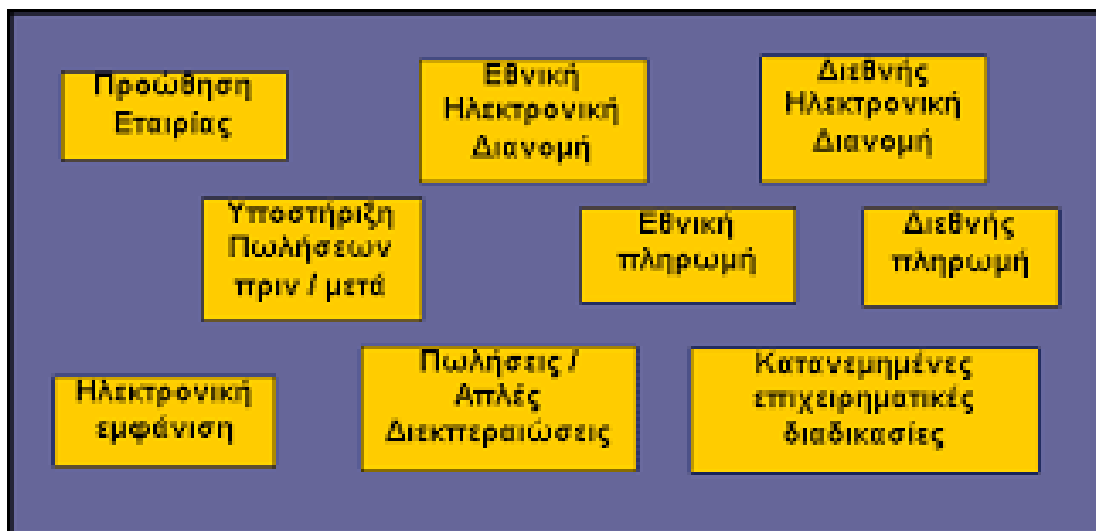 Προώθηση
Εταιρίας
Εθνική
Ηλεκτρονική
Διανομή
Διεθνής
Ηλεκτρονική
Διανομή
Υποστήριξη
Πωλήσεων
πριν / μετά
Εθνική
πληρωμή
Διεθνής
πληρωμή
Ηλεκτρονική
εμφάνιση
Πωλήσεις /
Απλές
Διεκπεραιώσεις
Κατανεμημένες
επιχειρηματικές
διαδικασίες